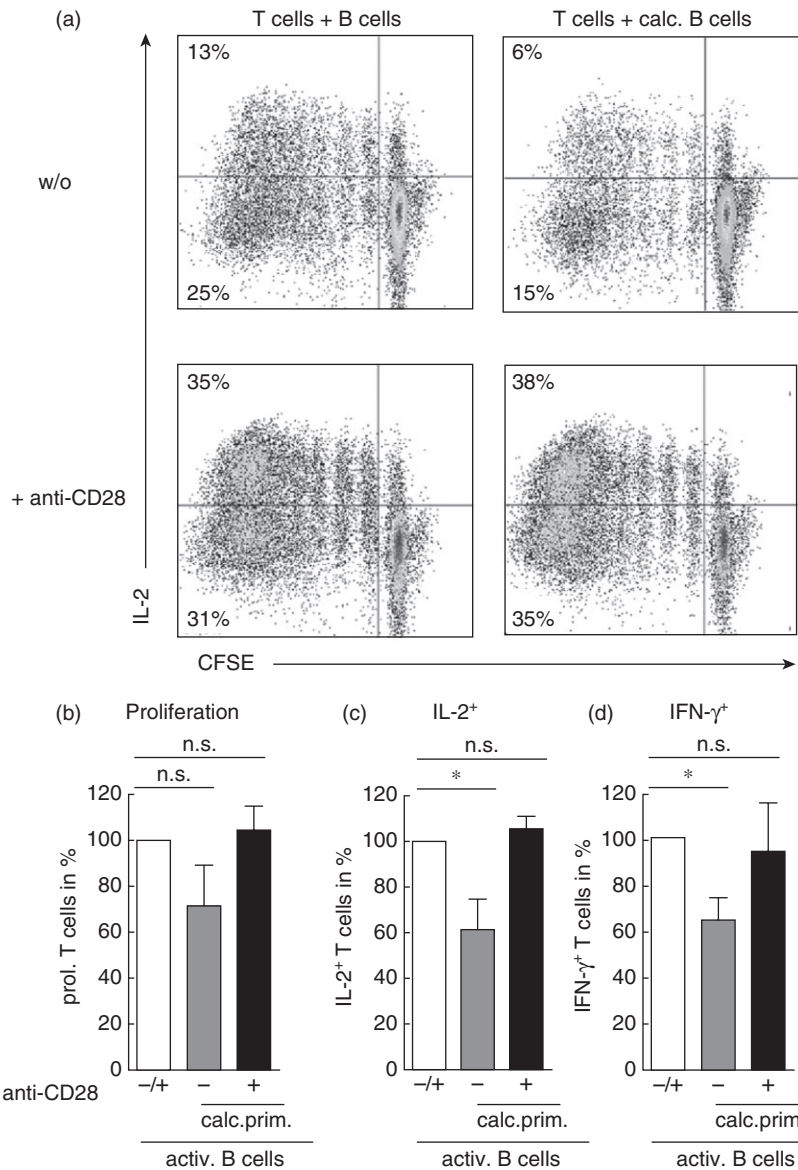 (a)
T cells + B cells
T cells + calc. B cells
w/o
13%
25%
6%
15%
+ anti-CD28
35%
31%
38%
35%
IL-2
CFSE
(b) Proliferation
n.s.
n.s.
prol. T cells in %
120
100
80
60
40
20
0
−/+ − +
(c) IL-2⁺
n.s.
*
IL-2⁺ T cells in %
120
100
80
60
40
20
0
−/+ − +
(d) IFN-γ⁺
n.s.
*
IFN-γ⁺ T cells in %
120
100
80
60
40
20
0
−/+ − +
anti-CD28
calc.prim.
activ. B cells
calc.prim.
activ. B cells
calc.prim
activ. B cells